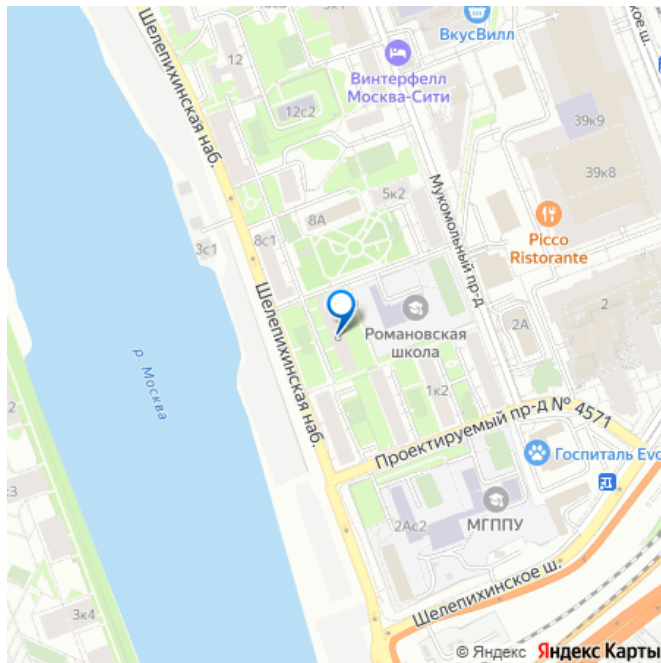 ВкусВилл
Шелепихинская наб.
12
Винтерфелл
Москва-Сити
12с2
39к9
39к8
5к2
8А
Мукомольный пр-д
3с1
8с1
Picco
Ristorante
Шелепихинская наб.
2
Романовская
школа
2А
р. Москва
1к2
Проектируемый пр-д № 4571
Госпиталь Evc
МГППУ
2Ас2
Шелепихинское ш.
3к4
© Яндекс Яндекс Карты